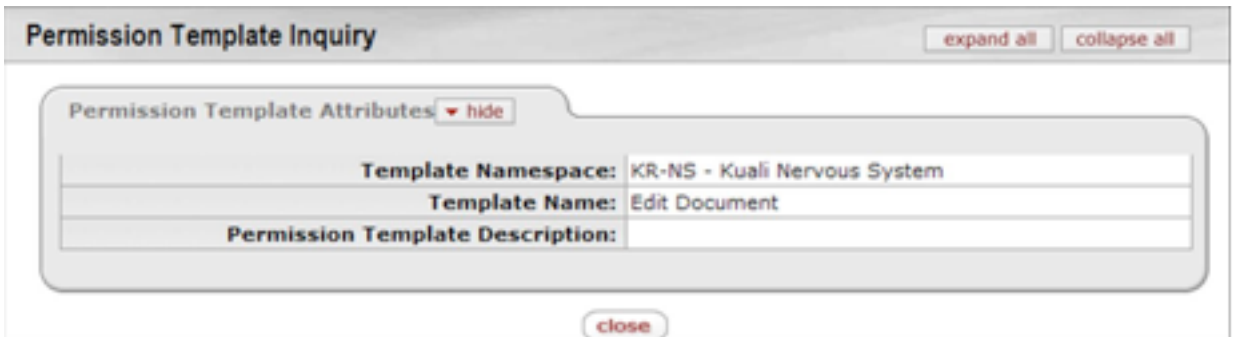 Permission Template Inquiry expand all collapse all
Permission Template Attributes hide
Template Namespace: KR-NS - Kuali Nervous System
Template Name: Edit Document
Permission Template Description:
close